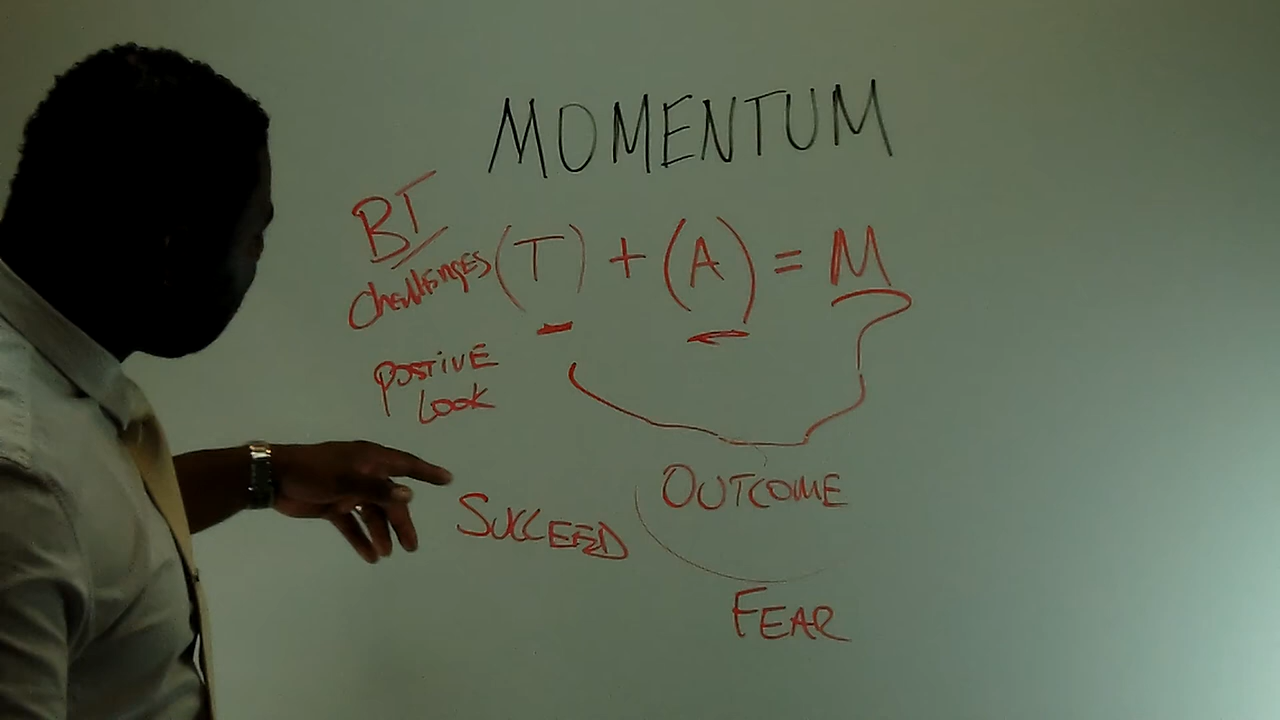 MOMENTUM
BT
Challenges (T) + (A) = M
POSTIVE
LOOK
OUTCOME
SUCCEED
FEAR